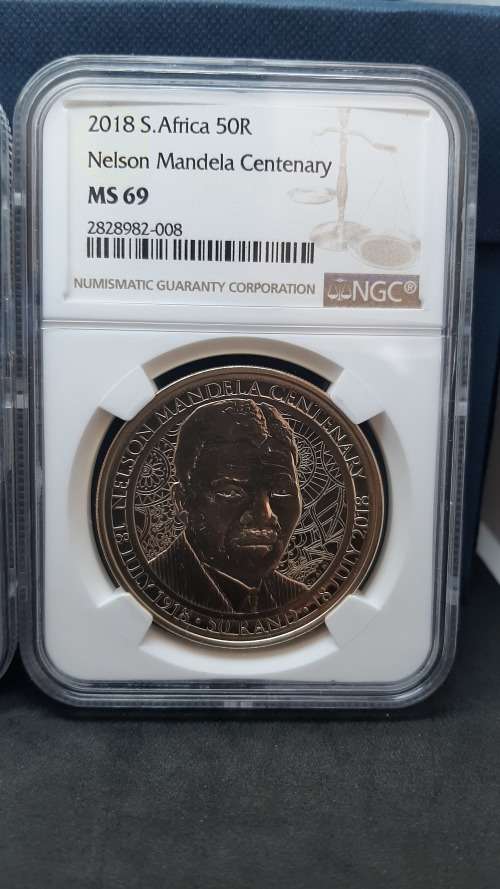 2018 S.Africa 50R
Nelson Mandela Centenary
MS 69
2828982-008
NUMISMATIC GUARANTY CORPORATION NGC®
NELSON MANDELA CENTENARY
18 JULY 1918 • 50 RAND • 18 JULY 2018